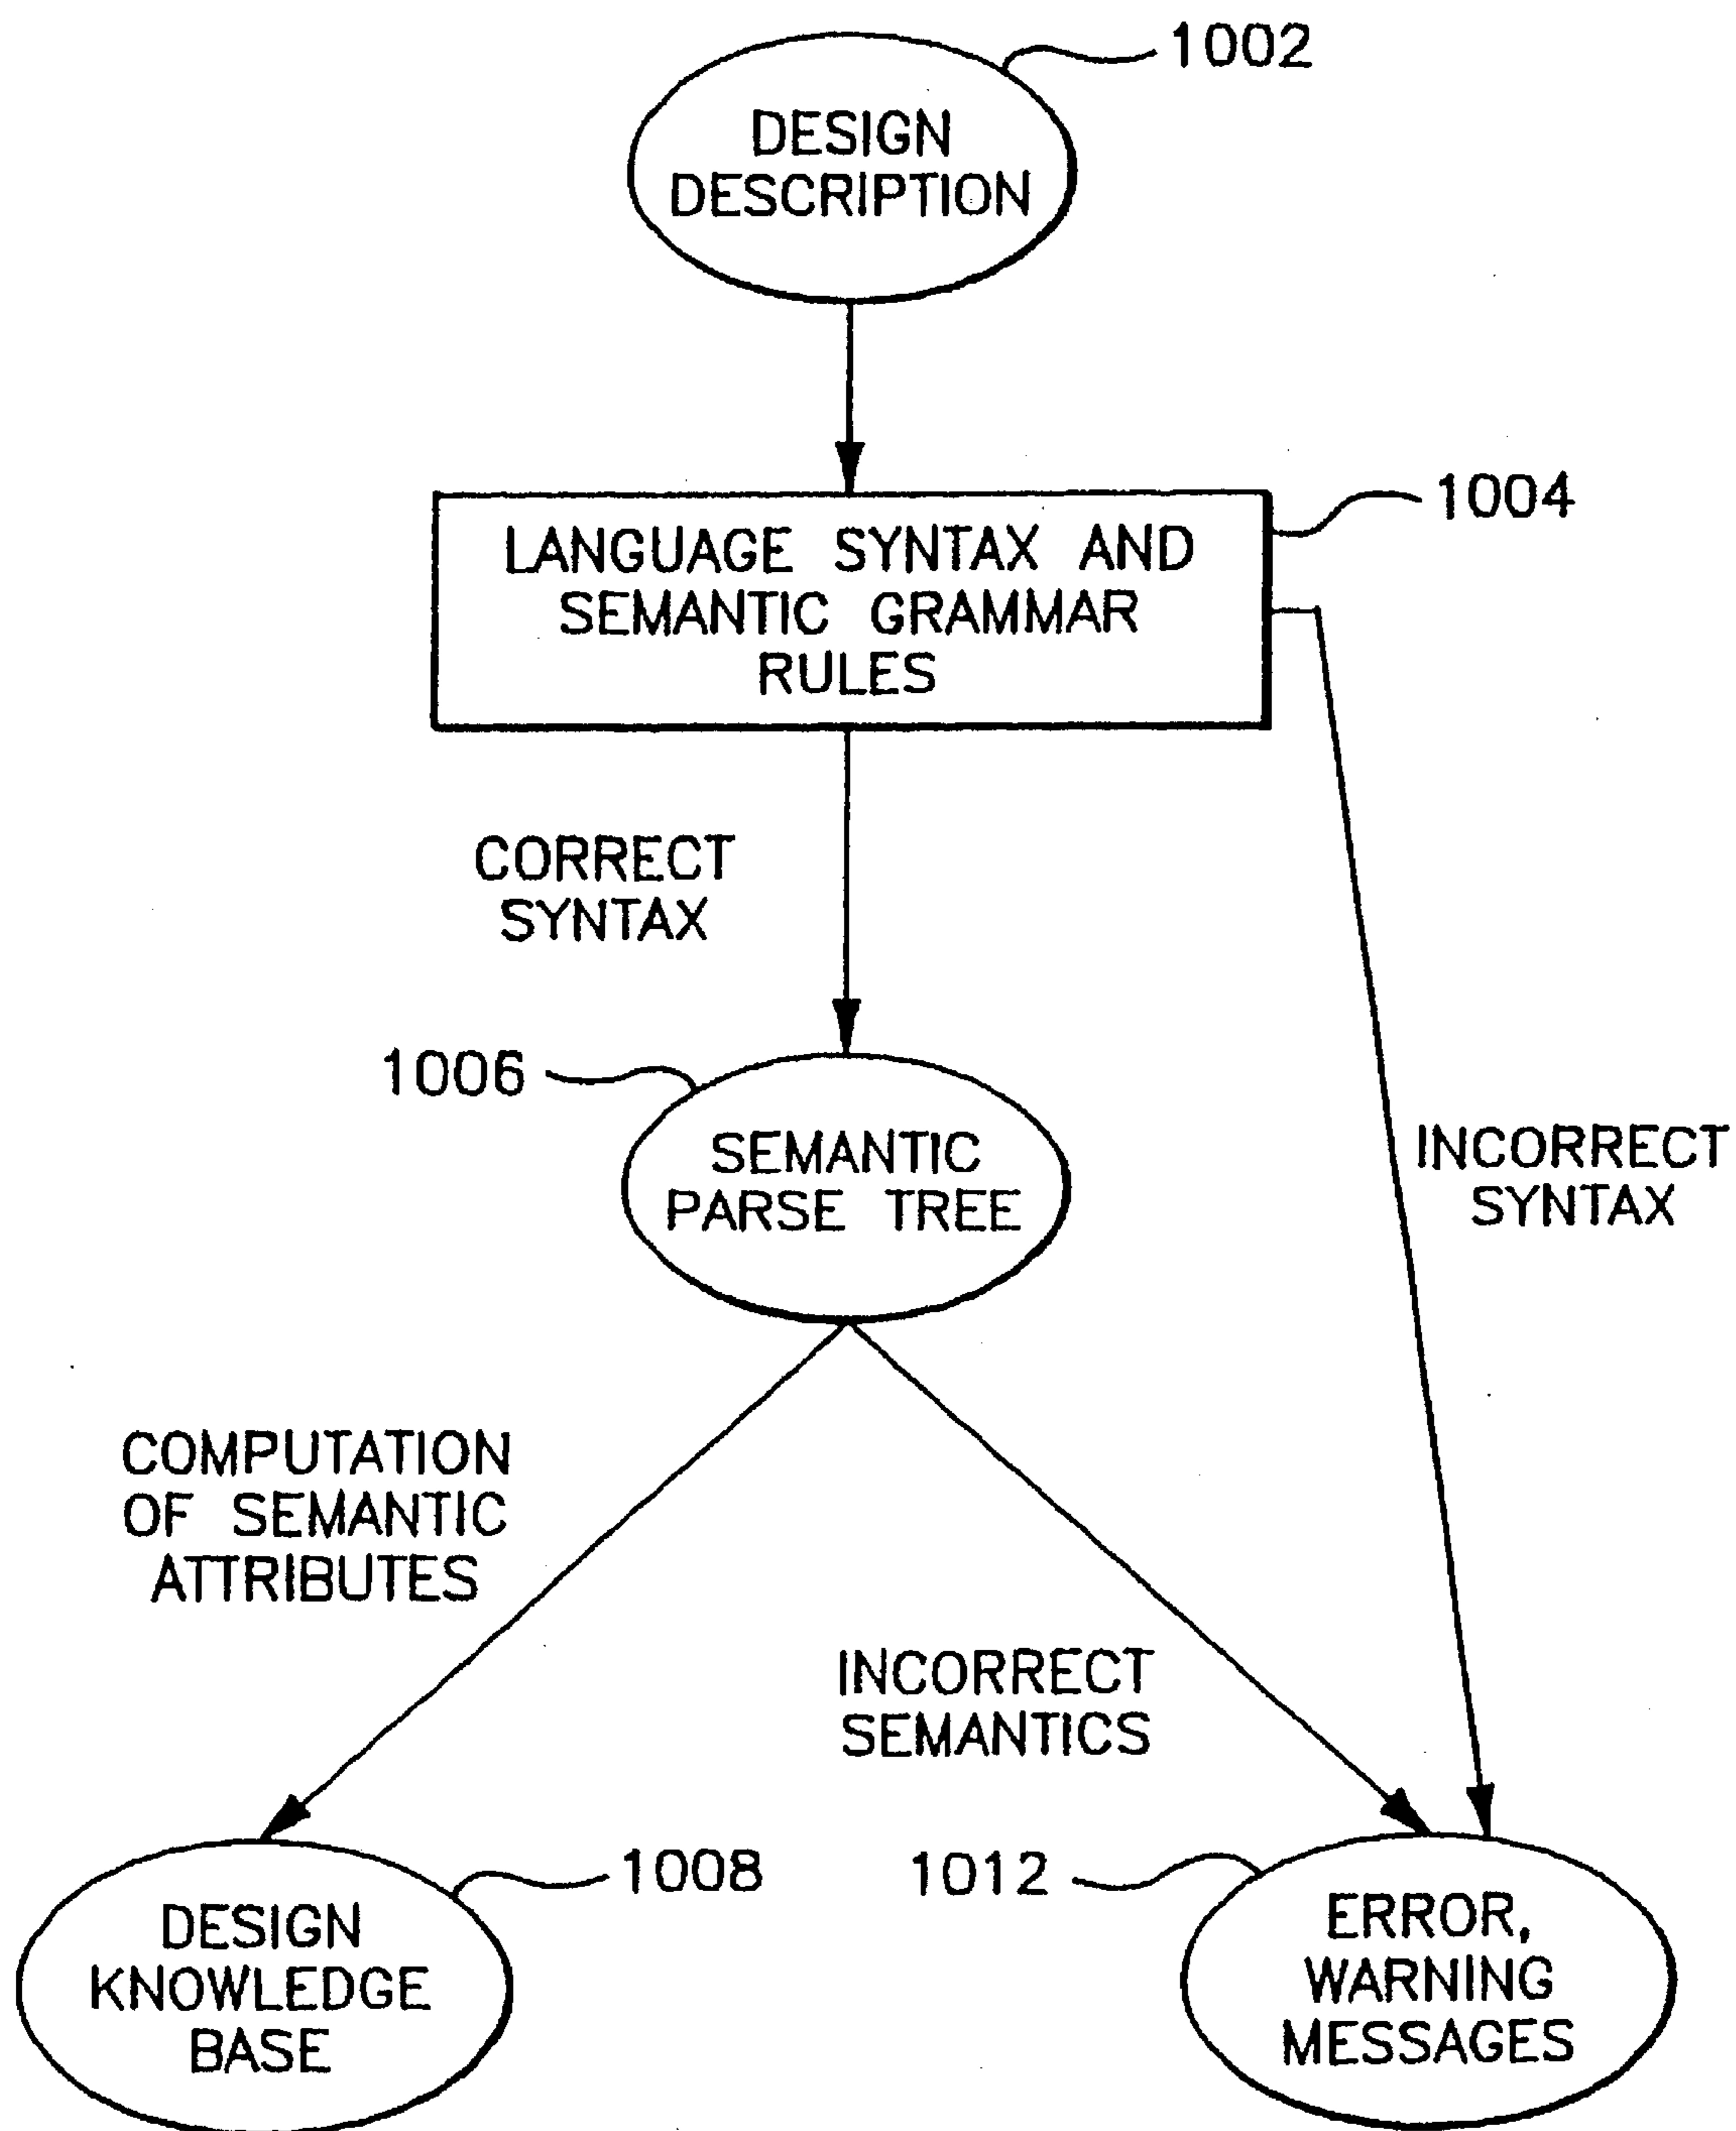 1002
DESIGN
DESCRIPTION
1004
LANGUAGE SYNTAX AND
SEMANTIC GRAMMAR
RULES
CORRECT
SYNTAX
1006
SEMANTIC
PARSE TREE
INCORRECT
SYNTAX
COMPUTATION
OF SEMANTIC
ATTRIBUTES
INCORRECT
SEMANTICS
1008
DESIGN
KNOWLEDGE
BASE
1012
ERROR,
WARNING
MESSAGES